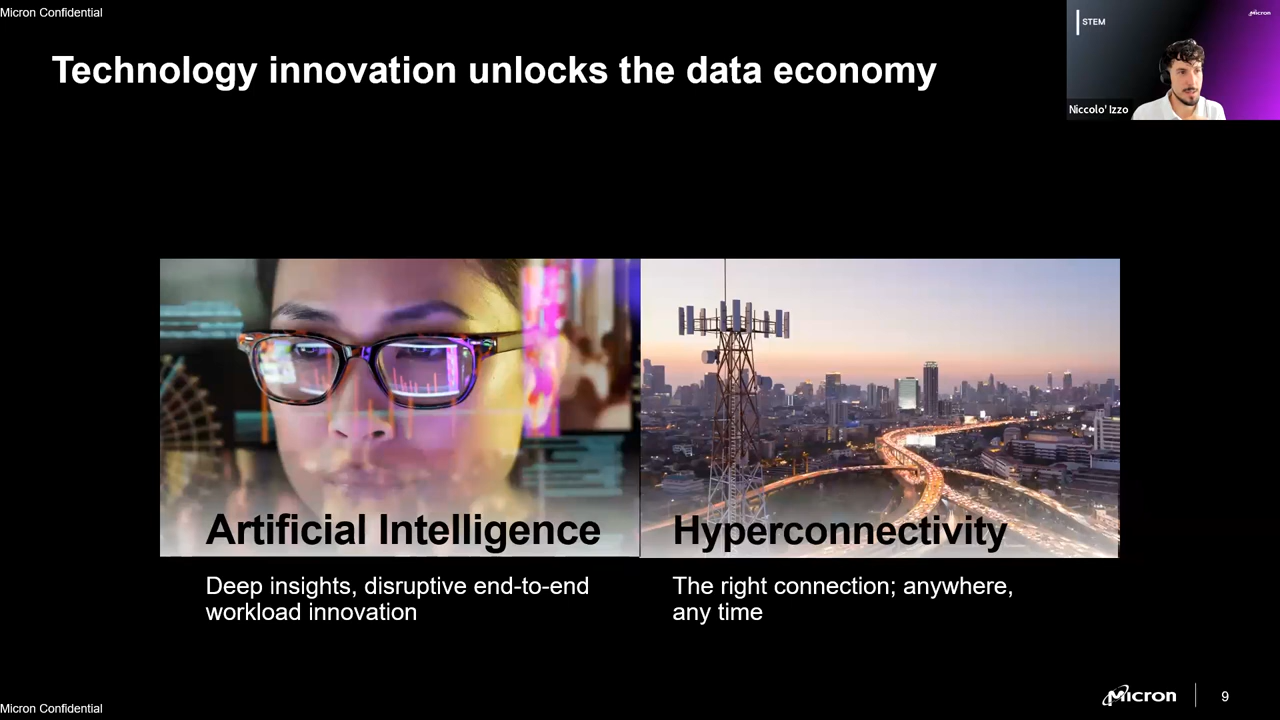 Micron Confidential
Technology innovation unlocks the data economy
STEM
Micron
Niccolo' Izzo
Artificial Intelligence
Hyperconnectivity
Deep insights, disruptive end-to-end
workload innovation
The right connection; anywhere,
any time
Micron
9
Micron Confidential